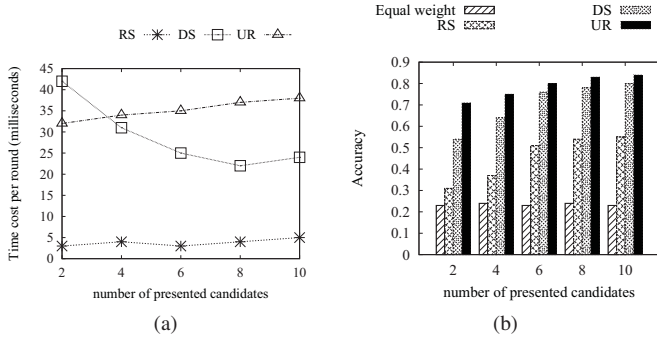 RS DS UR
Time cost per round (milliseconds)
45
40
35
30
25
20
15
10
5
0
2 4 6 8 10
number of presented candidates
(a)
Equal weight DS
RS UR
Accuracy
0.9
0.8
0.7
0.6
0.5
0.4
0.3
0.2
0.1
0
2 4 6 8 10
number of presented candidates
(b)